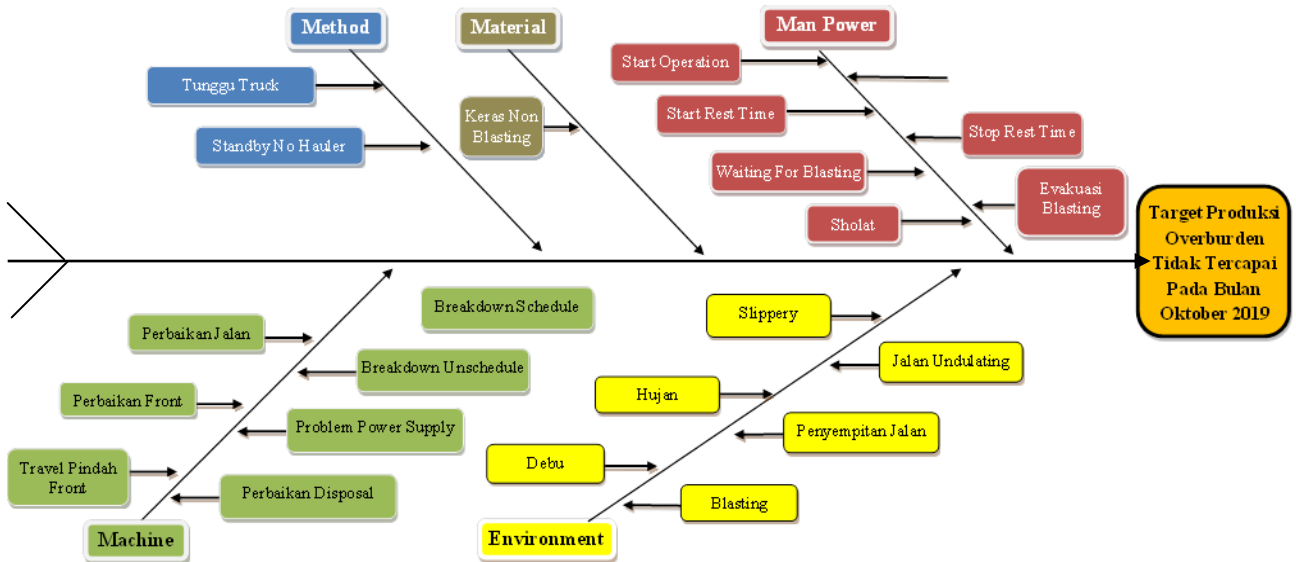 Method
Material
Man Power
Tunggu Truck
Standby No Hauler
Keras Non
Blasting
Start Operation
Start Rest Time
Stop Rest Time
Waiting For Blasting
Evakuasi
Blasting
Sholat
Target Produksi
Overburden
Tidak Tercapai
Pada Bulan
Oktober 2019
Breakdown Schedule
Perbaikan Jalan
Breakdown Unschedule
Perbaikan Front
Problem Power Supply
Travel Pindah
Front
Perbaikan Disposal
Machine
Slippery
Jalan Undulating
Hujan
Penyempitan Jalan
Debu
Blasting
Environment